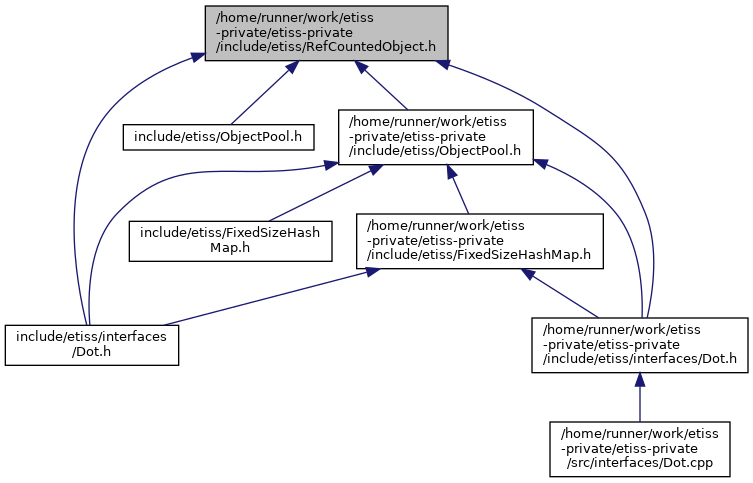 /home/runner/work/etiss
-private/etiss-private
/include/etiss/RefCountedObject.h
include/etiss/ObjectPool.h
/home/runner/work/etiss
-private/etiss-private
/include/etiss/ObjectPool.h
include/etiss/FixedSizeHash
Map.h
/home/runner/work/etiss
-private/etiss-private
/include/etiss/FixedSizeHashMap.h
include/etiss/interfaces
/Dot.h
/home/runner/work/etiss
-private/etiss-private
/include/etiss/interfaces/Dot.h
/home/runner/work/etiss
-private/etiss-private
/src/interfaces/Dot.cpp